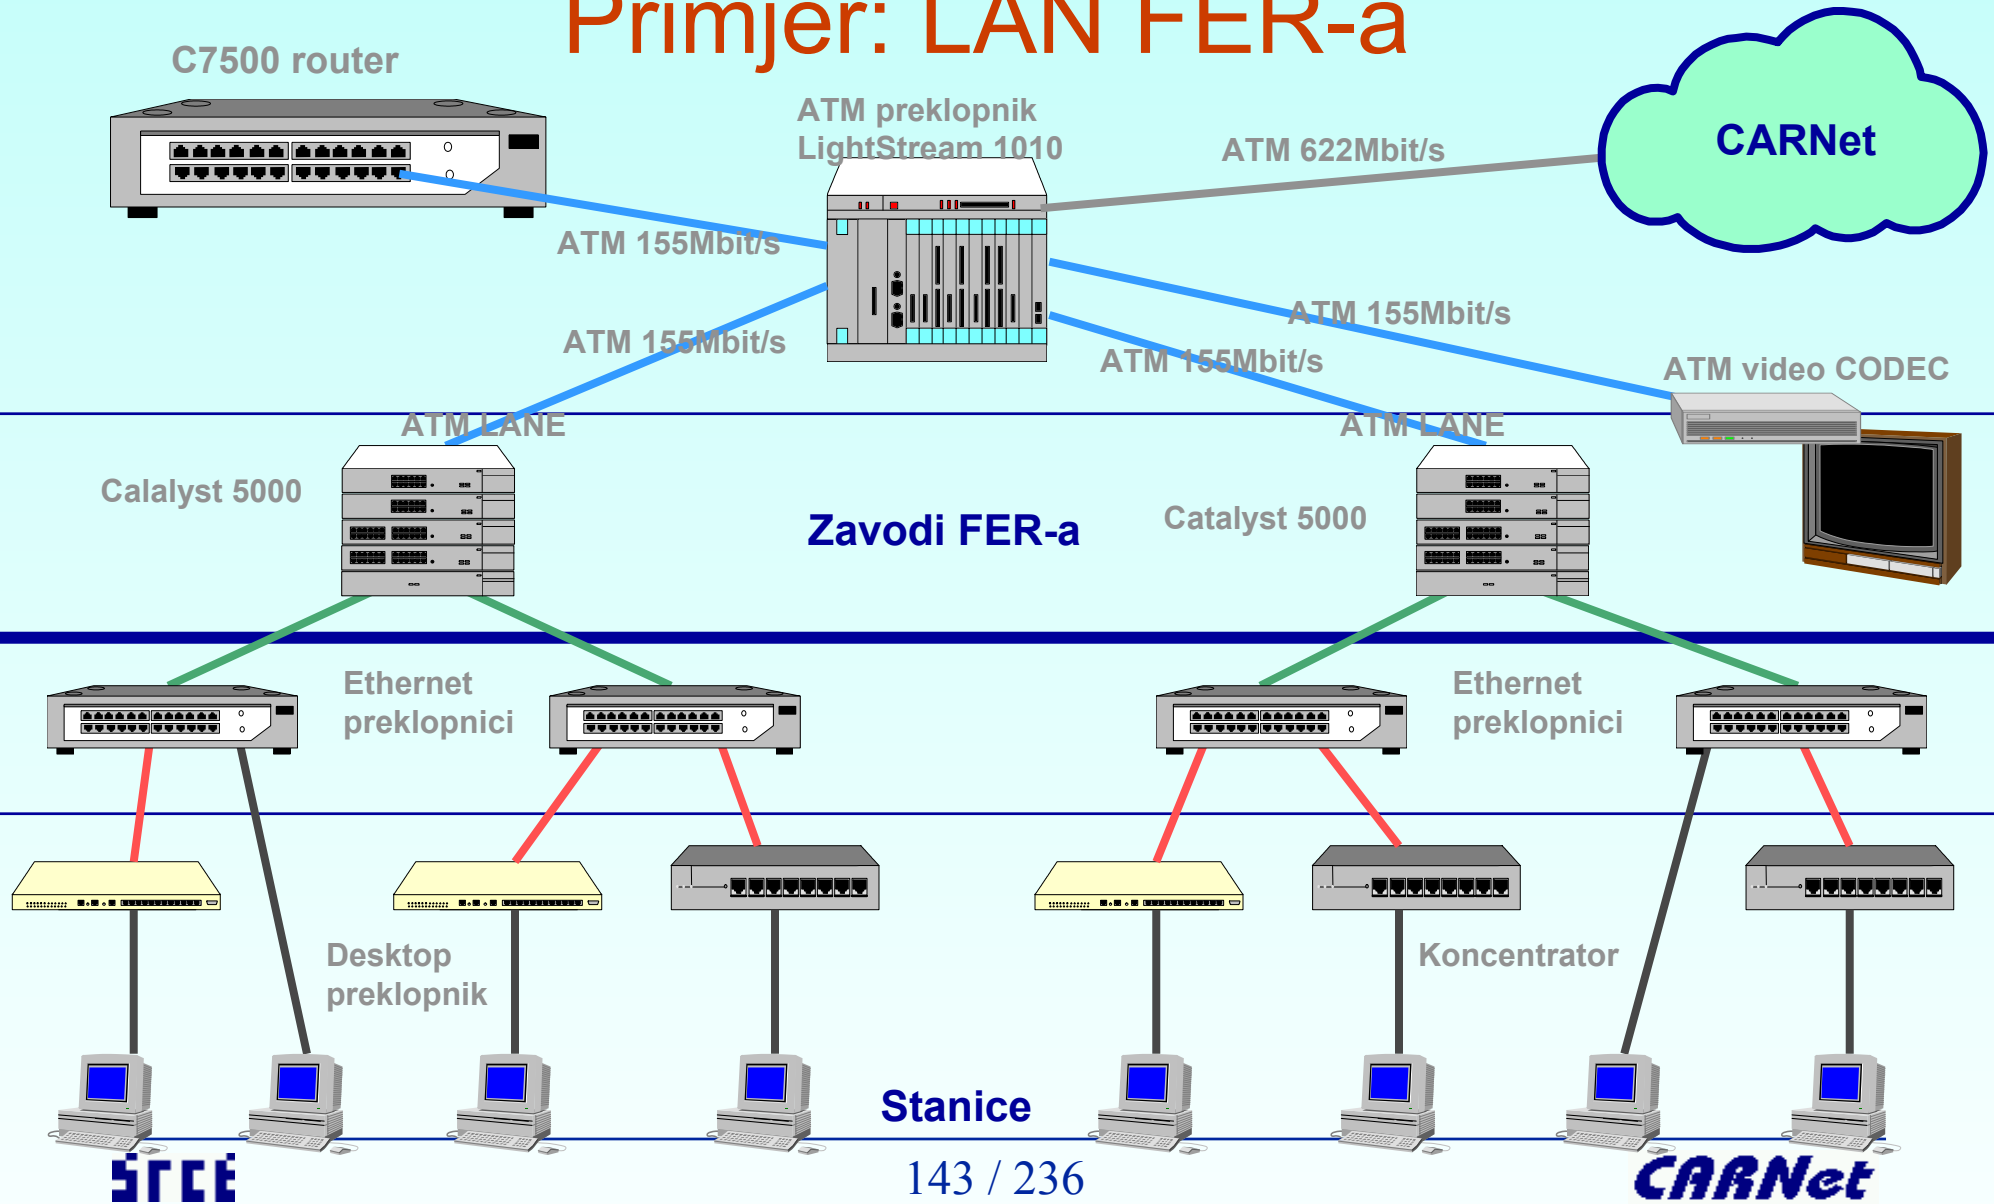 Primjer: LAN FER-a
C7500 router
ATM preklopnik
LightStream 1010
ATM 622Mbit/s
CARNet
ATM 155Mbit/s
ATM 155Mbit/s
ATM 155Mbit/s
ATM 155Mbit/s
ATM video CODEC
ATM LANE
ATM LANE
Calalyst 5000
Zavodi FER-a
Catalyst 5000
Ethernet
preklopnici
Ethernet
preklopnici
Desktop
preklopnik
Koncentrator
Stanice
srce
143 / 236
CARNet